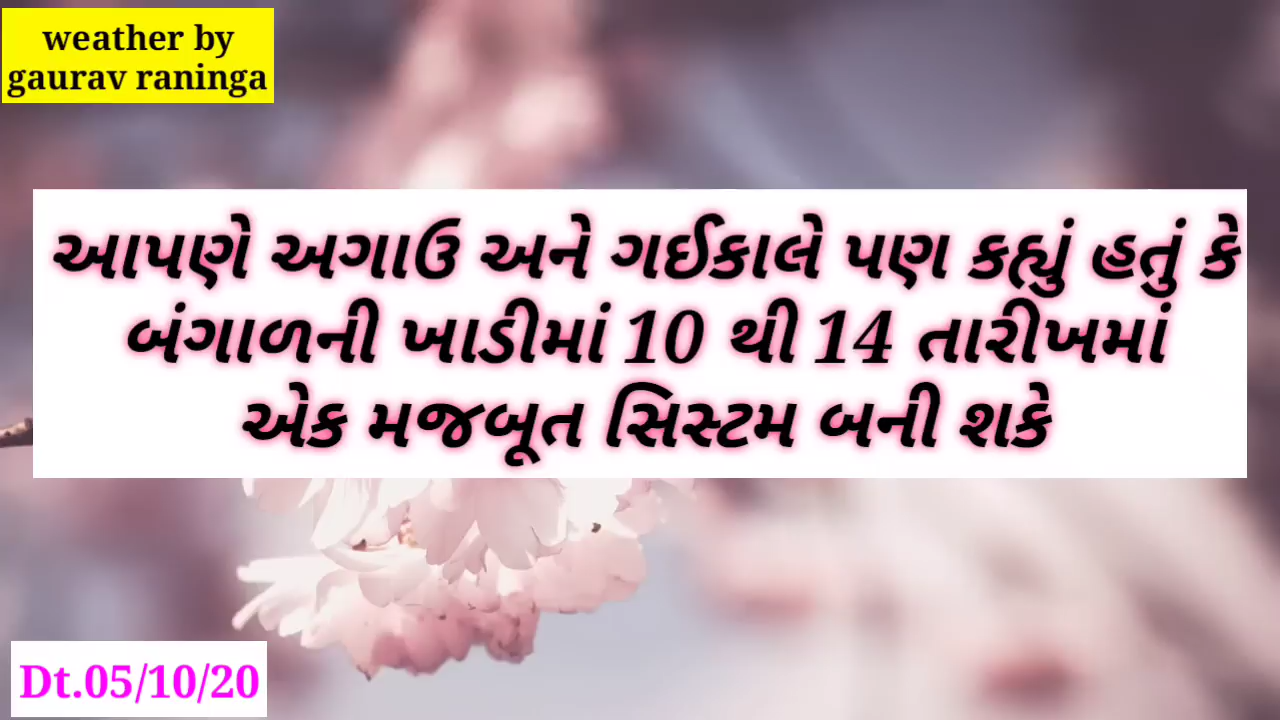 weather by
gaurav raninga
આપણે અગાઉ અને ગઈકાલે પણ કહ્યું હતું કે
બંગાળની ખાડીમાં 10 થી 14 તારીખમાં
એક મજબૂત સિસ્ટમ બની શકે
Dt.05/10/20